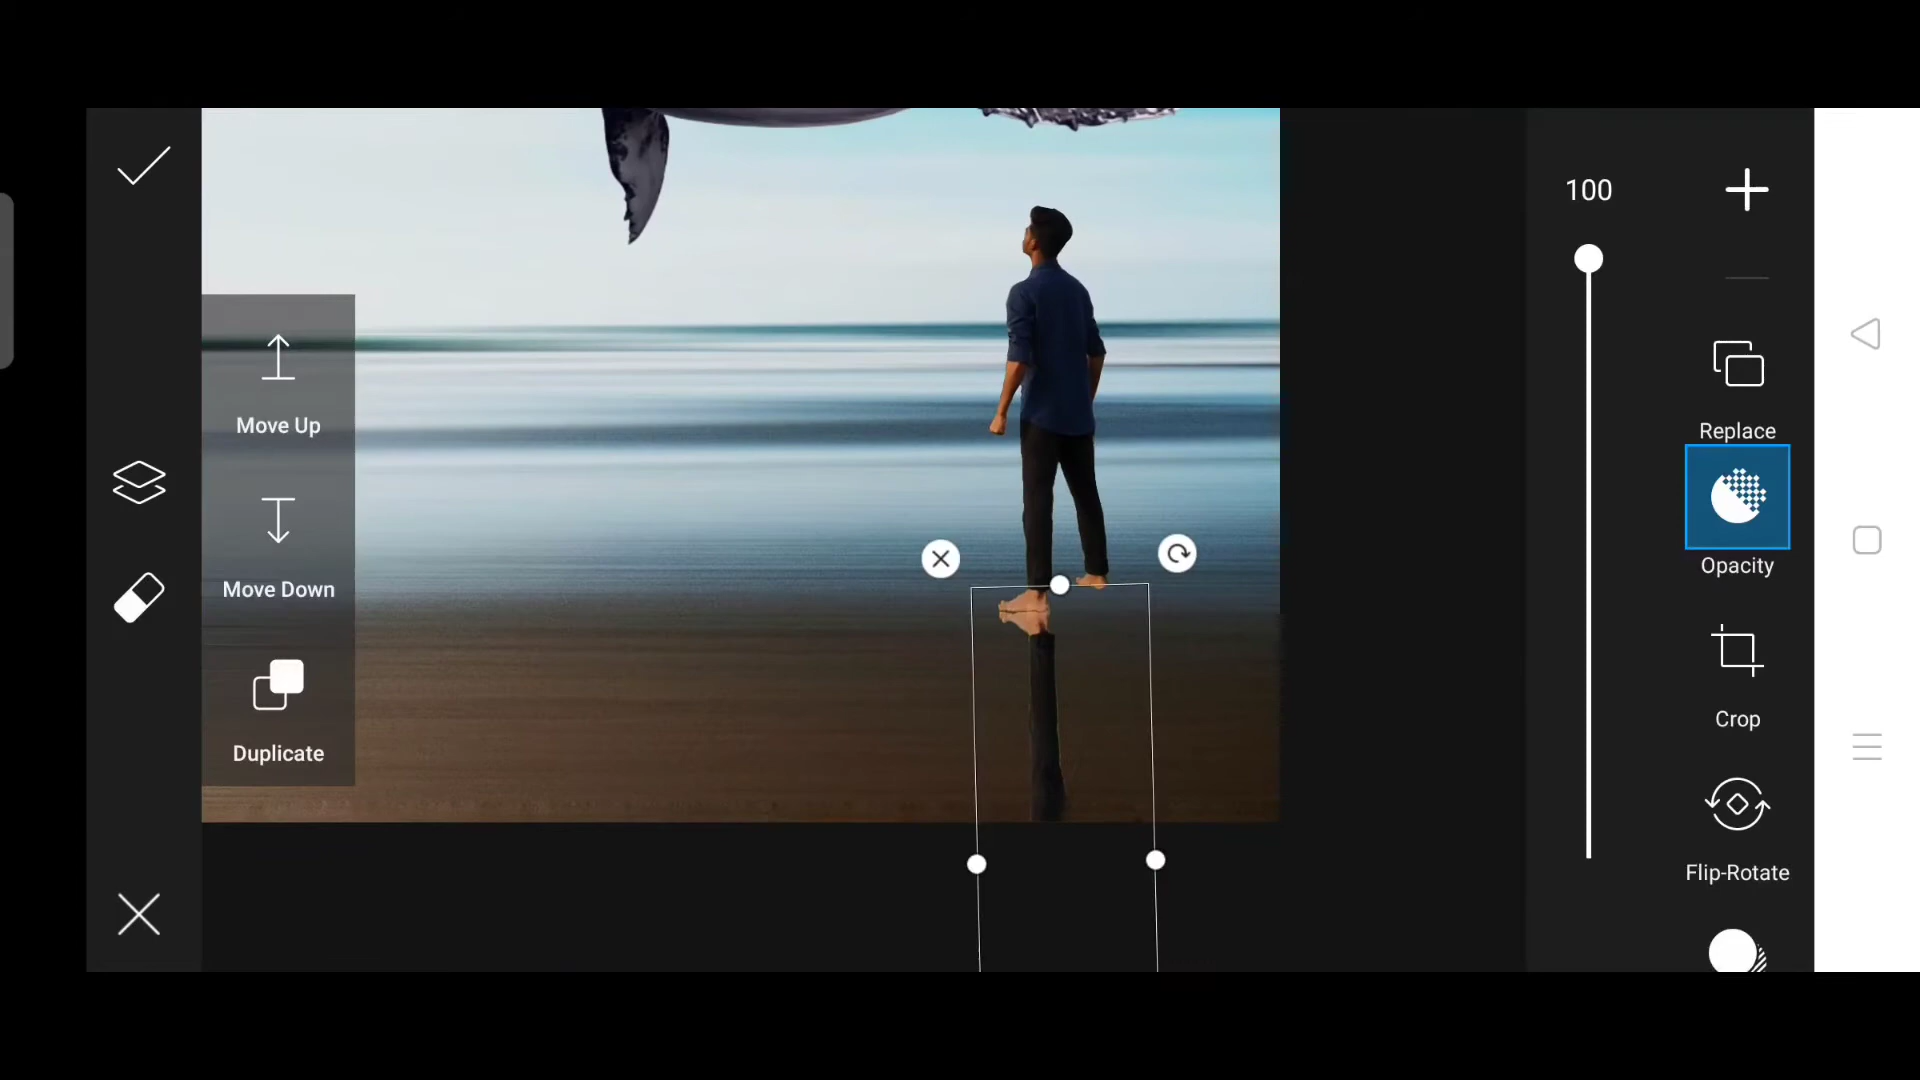 100
Move Up
Replace
Opacity
Move Down
Crop
Duplicate
Flip-Rotate